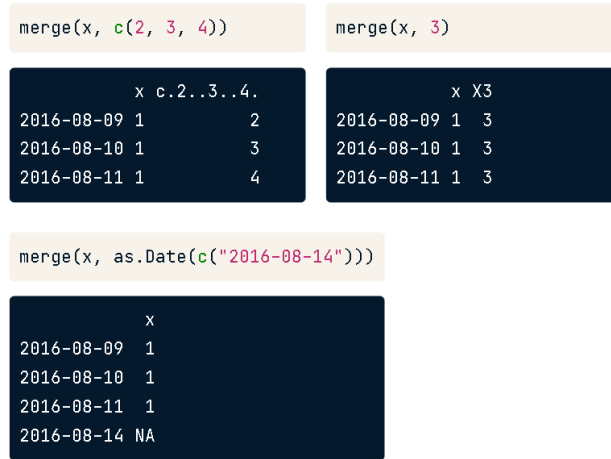 merge(x, c(2, 3, 4))
x c.2..3..4.
2016-08-09 1 2
2016-08-10 1 3
2016-08-11 1 4
merge(x, 3)
x X3
2016-08-09 1 3
2016-08-10 1 3
2016-08-11 1 3
merge(x, as.Date(c("2016-08-14")))
x
2016-08-09 1
2016-08-10 1
2016-08-11 1
2016-08-14 NA